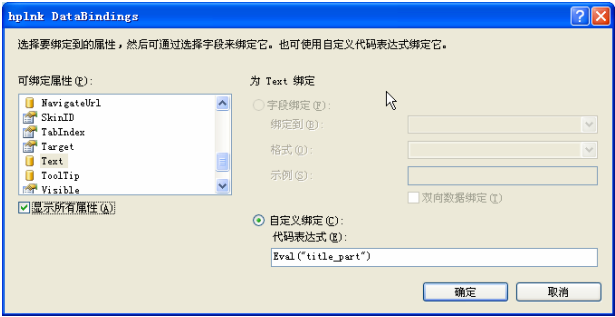 hplnk DataBindings
选择要绑定到的属性，然后可通过选择字段来绑定它。也可使用自定义代码表达式绑定它。
可绑定属性(P):
NavigateUrl
SkinID
TabIndex
Target
Text
ToolTip
Visible
显示所有属性(A)
为 Text 绑定
字段绑定(F):
绑定到(B):
格式(O):
示例(S):
双向数据绑定(T)
自定义绑定(C):
代码表达式(E):
Eval("title_part")
确定
取消